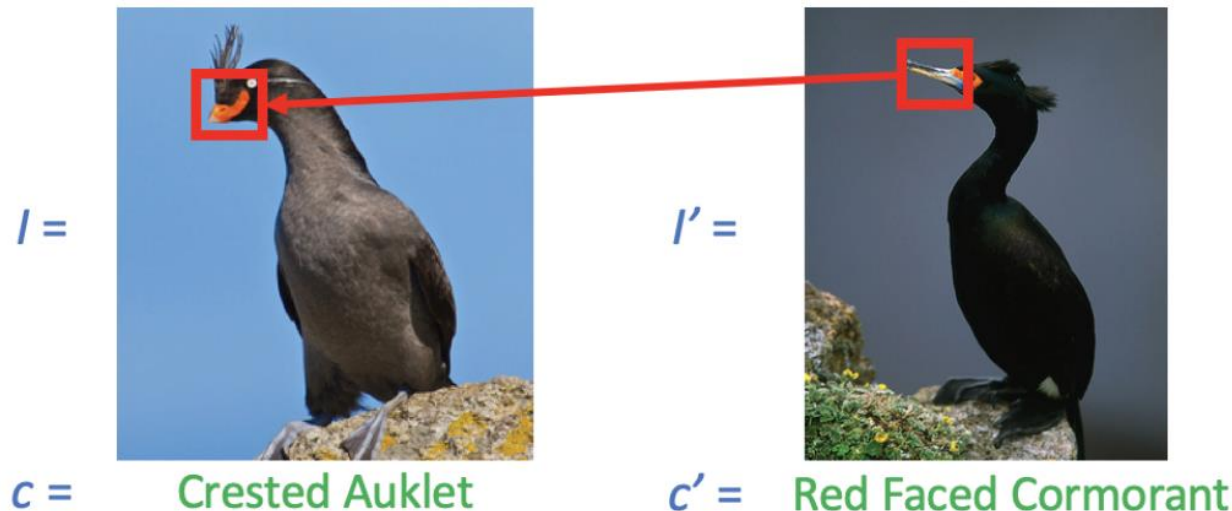 I =
I’ =
c = Crested Auklet
c’ = Red Faced Cormorant